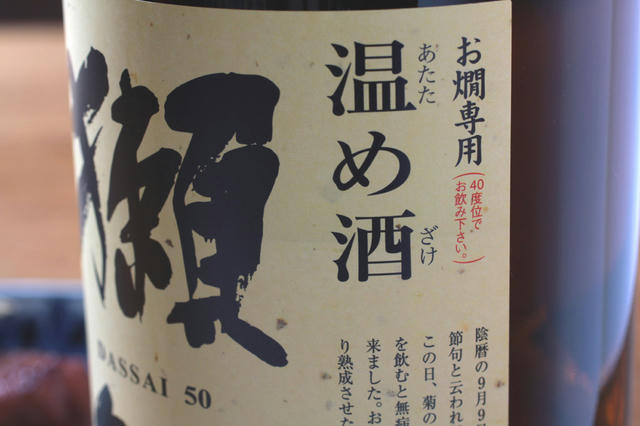 お燗専用
(40度位で
お飲み下さい。)
温め酒
あたた
ざけ
獺
DASSAI 50
陰暦の9月9
節句と云われ
この日、菊の
を飲むと無病
来ました。お
り熟成させた